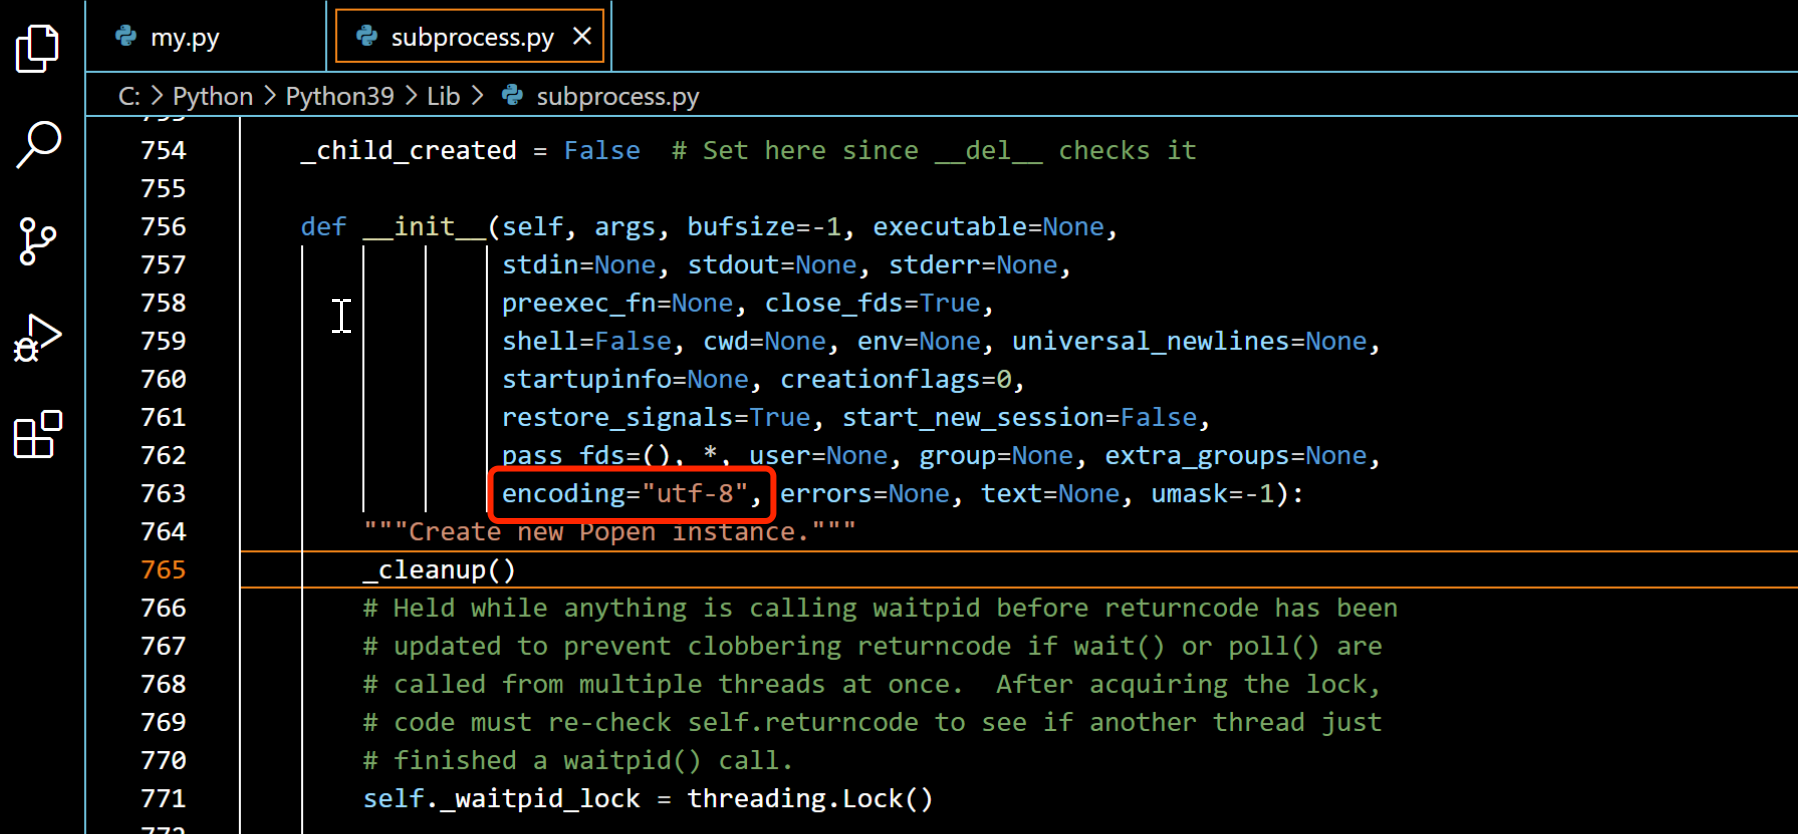 my.py
subprocess.py
C: > Python > Python39 > Lib > subprocess.py
754 _child_created = False  # Set here since __del__ checks it
755
756 def __init__(self, args, bufsize=-1, executable=None,
757 stdin=None, stdout=None, stderr=None,
758 preexec_fn=None, close_fds=True,
759 shell=False, cwd=None, env=None, universal_newlines=None,
760 startupinfo=None, creationflags=0,
761 restore_signals=True, start_new_session=False,
762 pass_fds=(), *, user=None, group=None, extra_groups=None,
763 encoding="utf-8", errors=None, text=None, umask=-1):
764 """Create new Popen instance."""
765 _cleanup()
766 # Held while anything is calling waitpid before returncode has been
767 # updated to prevent clobbering returncode if wait() or poll() are
768 # called from multiple threads at once.  After acquiring the lock,
769 # code must re-check self.returncode to see if another thread just
770 # finished a waitpid() call.
771 self._waitpid_lock = threading.Lock()